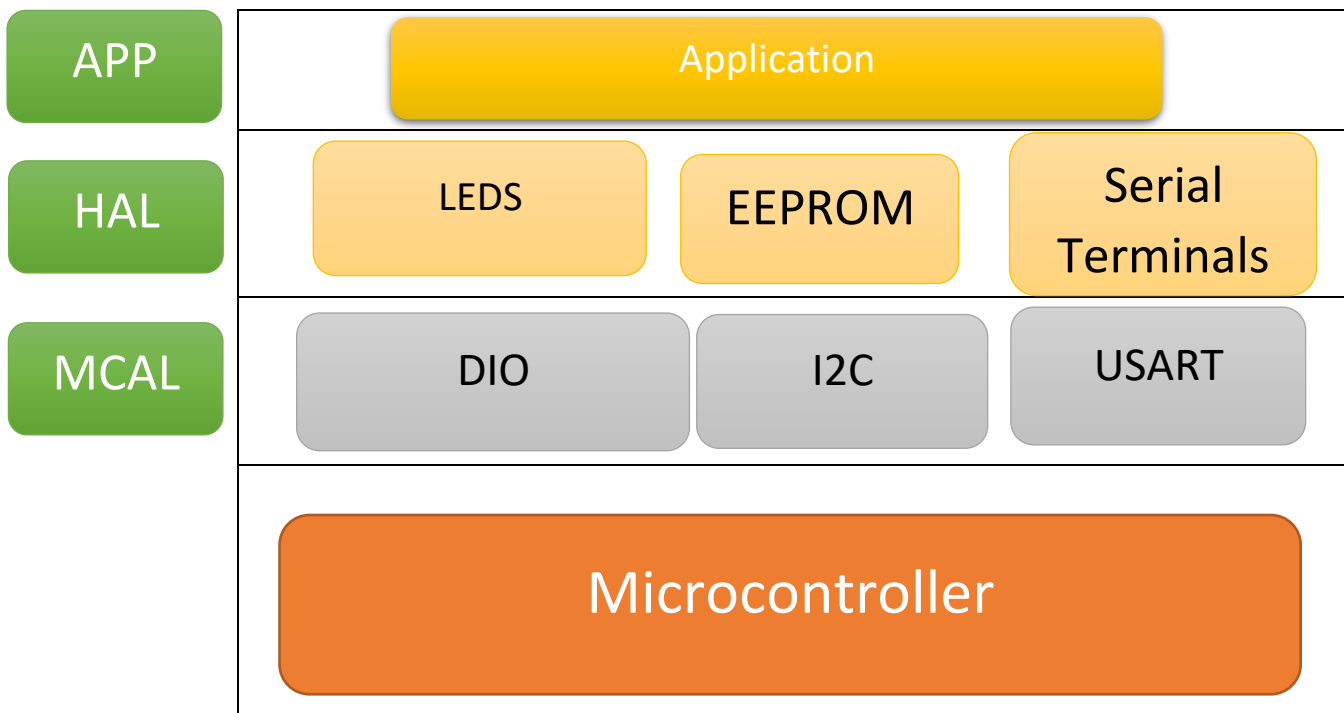 APP
Application
HAL
LEDS
EEPROM
Serial
Terminals
MCAL
DIO
I2C
USART
Microcontroller